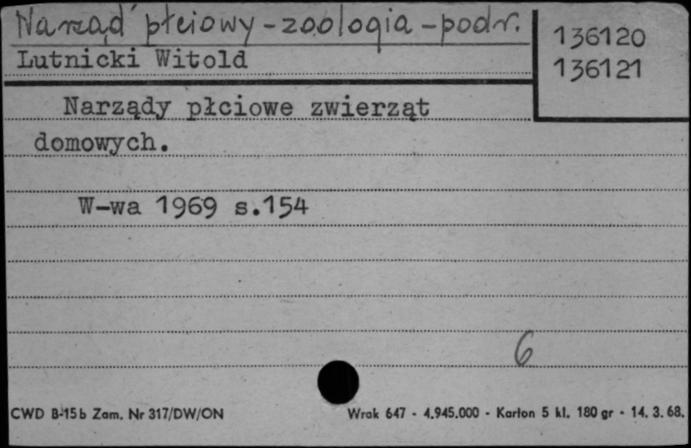 Narząd płciowy - zoologia - podr.
136120
Lutnicki Witold
136121
Narządy płciowe zwierząt
domowych.
W-wa 1969 s.154
6
CWD B-15b Zam. Nr 317/DW/ON
Wrak 647 - 4.945.000 - Karton 5 kl. 180 gr - 14. 3. 68.